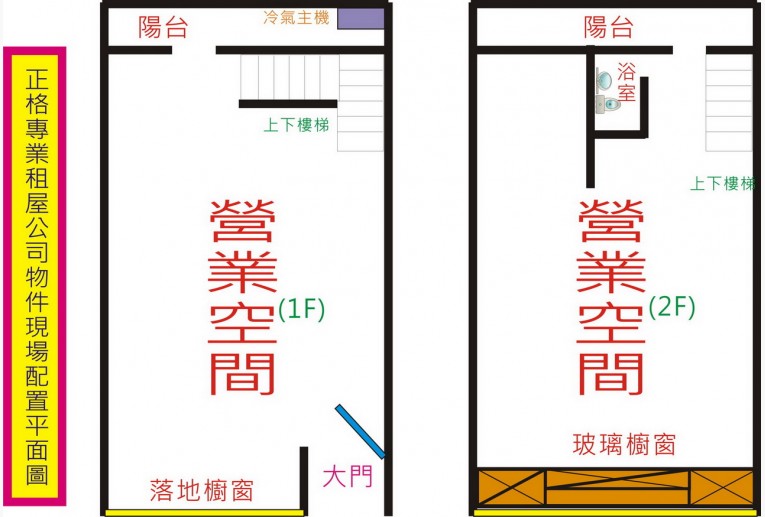 正格專業租屋公司物件現場配置平面圖
陽台
冷氣主機
上下樓梯
營業空間
(1F)
大門
落地櫥窗
陽台
浴室
上下樓梯
營業空間
(2F)
玻璃櫥窗